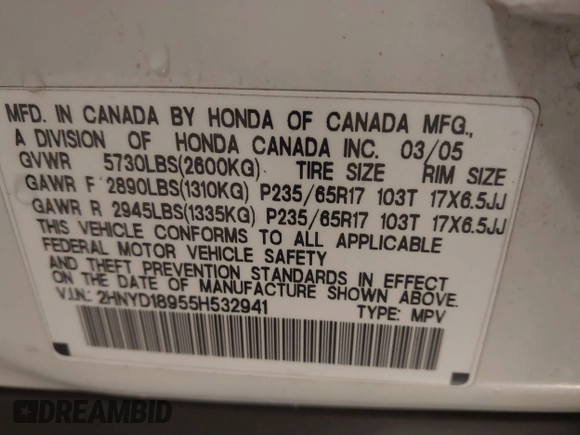 MFD. IN CANADA BY HONDA OF CANADA MFG.,
A DIVISION OF HONDA CANADA INC. 03/05
GVWR 5730LBS(2600KG) TIRE SIZE RIM SIZE
GAWR F 2890LBS(1310KG) P235/65R17 103T 17X6.5JJ
GAWR R 2945LBS(1335KG) P235/65R17 103T 17X6.5JJ
THIS VEHICLE CONFORMS TO ALL APPLICABLE
FEDERAL MOTOR VEHICLE SAFETY
AND THEFT PREVENTION STANDARDS IN EFFECT
ON THE DATE OF MANUFACTURE SHOWN ABOVE.
V.I.N.: 2HNYD18955H532941 TYPE: MPV
DREAMBID